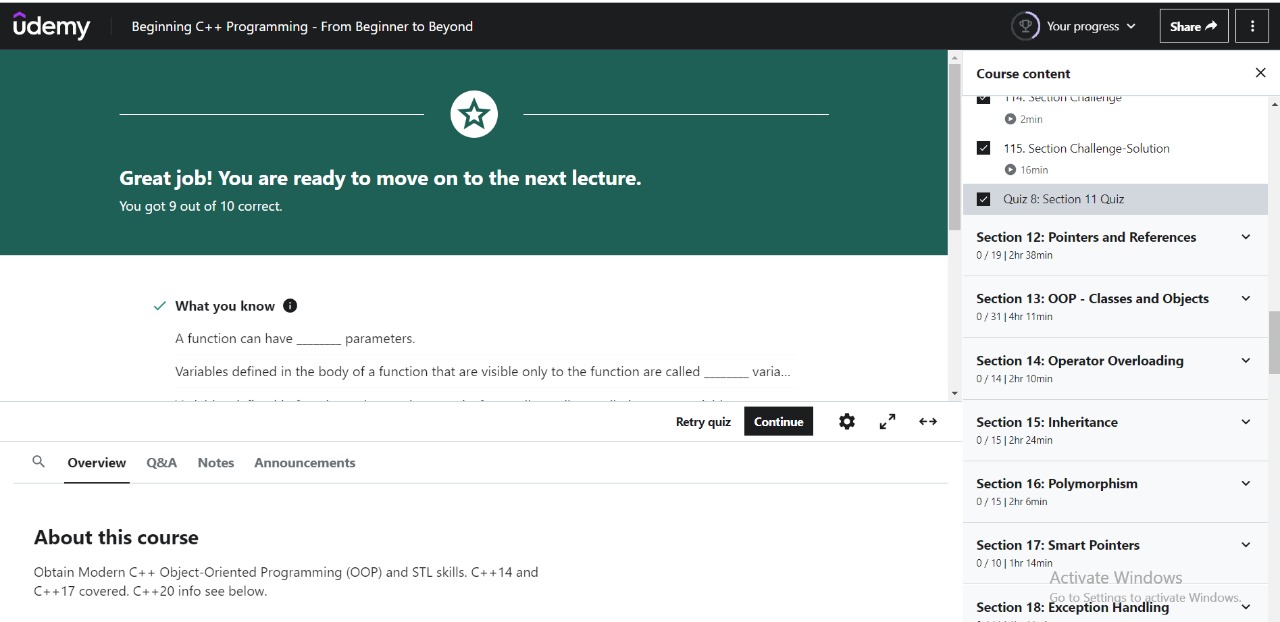 udemy
Beginning C++ Programming - From Beginner to Beyond
Your progress
Share
Great job! You are ready to move on to the next lecture.
You got 9 out of 10 correct.
What you know
A function can have _______ parameters.
Variables defined in the body of a function that are visible only to the function are called _______ varia...
Retry quiz
Continue
Overview
Q&A
Notes
Announcements
About this course
Obtain Modern C++ Object-Oriented Programming (OOP) and STL skills. C++14 and
C++17 covered. C++20 info see below.
Course content
114. Section Challenge
2min
115. Section Challenge-Solution
16min
Quiz 8: Section 11 Quiz
Section 12: Pointers and References
0 / 19 | 2hr 38min
Section 13: OOP - Classes and Objects
0 / 31 | 4hr 11min
Section 14: Operator Overloading
0 / 14 | 2hr 10min
Section 15: Inheritance
0 / 15 | 2hr 24min
Section 16: Polymorphism
0 / 15 | 2hr 6min
Section 17: Smart Pointers
0 / 10 | 1hr 14min
Activate Windows
Go to Settings to activate Windows.
Section 18: Exception Handling